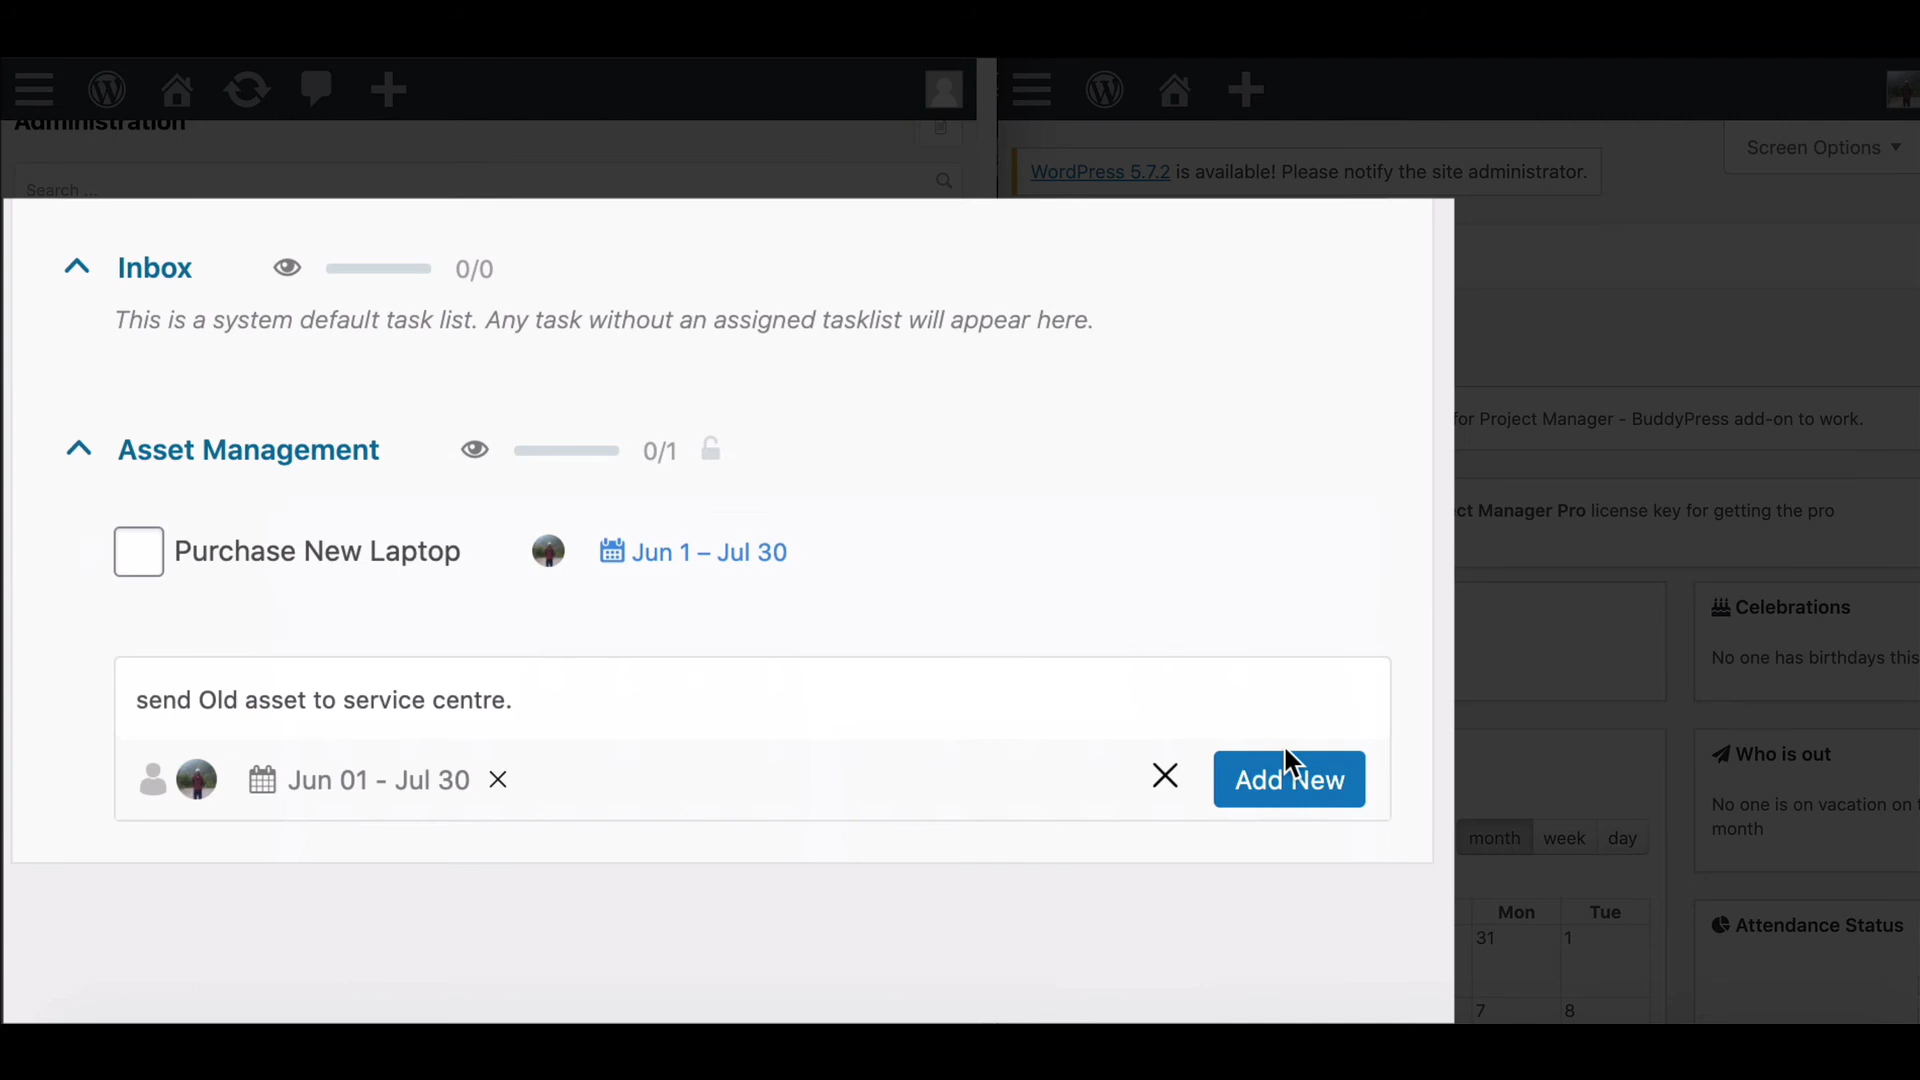 Administration
Search ...
WordPress 5.7.2 is available! Please notify the site administrator.
Screen Options
Inbox 0/0
This is a system default task list. Any task without an assigned tasklist will appear here.
for Project Manager - BuddyPress add-on to work.
Asset Management 0/1
ct Manager Pro license key for getting the pro
Purchase New Laptop Jun 1 – Jul 30
Celebrations
No one has birthdays this
send Old asset to service centre.
Jun 01 - Jul 30
Add New
Who is out
No one is on vacation on
month
month week day
Mon Tue
31 1
7 8
Attendance Status